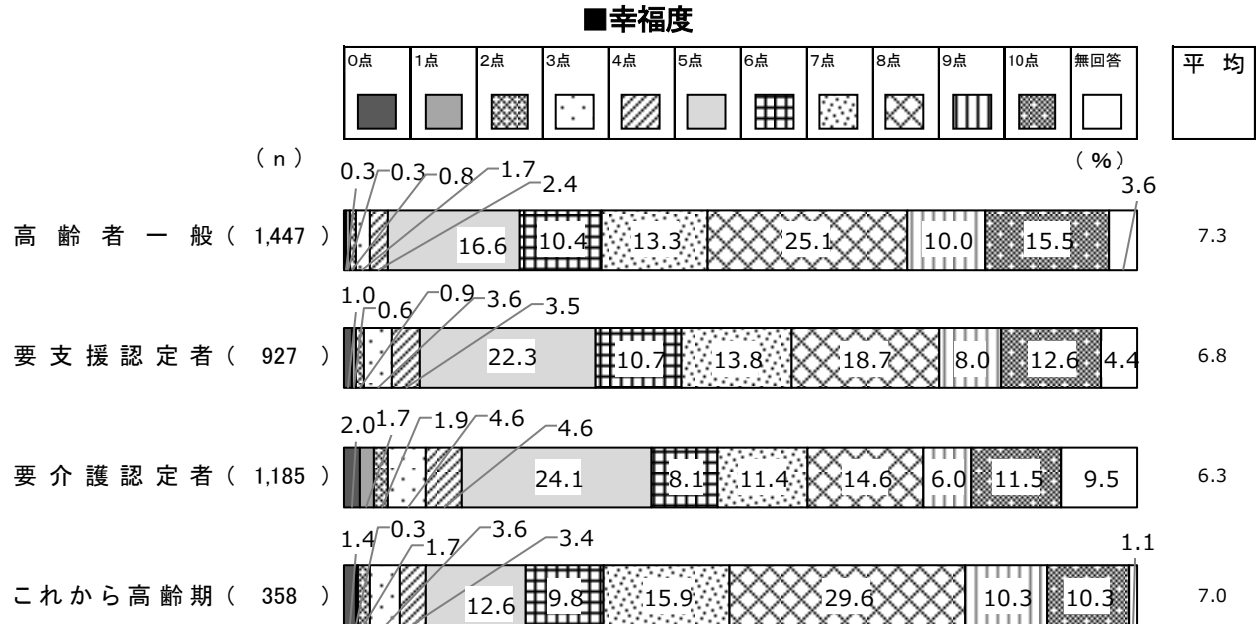 ■幸福度
0点 1点 2点 3点 4点 5点 6点 7点 8点 9点 10点 無回答 平 均
(n) (%)
0.3 0.3 0.8 1.7 2.4 3.6
高齢者一般( 1,447 ) 16.6 10.4 13.3 25.1 10.0 15.5 7.3
1.0 0.6 0.9 3.6 3.5
要支援認定者( 927 ) 22.3 10.7 13.8 18.7 8.0 12.6 4.4 6.8
2.0 1.7 1.9 4.6 4.6
要介護認定者( 1,185 ) 24.1 8.1 11.4 14.6 6.0 11.5 9.5 6.3
1.4 0.3 1.7 3.6 3.4 1.1
これから高齢期( 358 ) 12.6 9.8 15.9 29.6 10.3 10.3 7.0